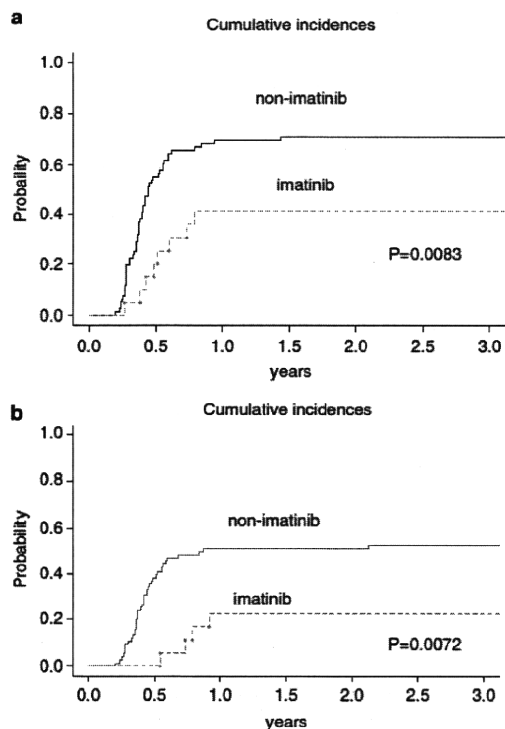 a
Cumulative incidences
1.0
0.8
0.6
0.4
0.2
0.0
Probaility
non-imatinib
imatinib
P=0.0083
0.0 0.5 1.0 1.5 2.0 2.5 3.0
years
b
Cumulative incidences
1.0
0.8
0.6
0.4
0.2
0.0
Probability
non-imatinib
imatinib
P=0.0072
0.0 0.5 1.0 1.5 2.0 2.5 3.0
years